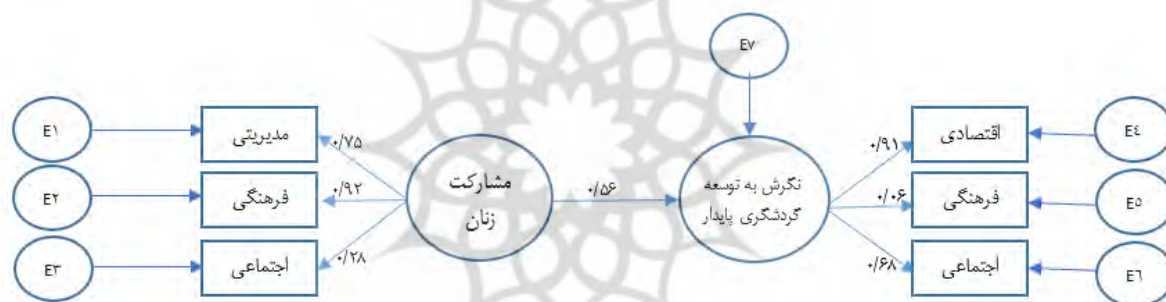 E۷
E۱
مدیریتی
۰/۷۵
E۲
فرهنگی
۰/۹۲
E۳
اجتماعی
۰/۲۸
مشارکت
زنان
۰/۵۶
نگرش به توسعه
گردشگری پایدار
۰/۹۱
اقتصادی
E٤
۰/۰۶
فرهنگی
E٥
۰/۶۸
اجتماعی
E٦